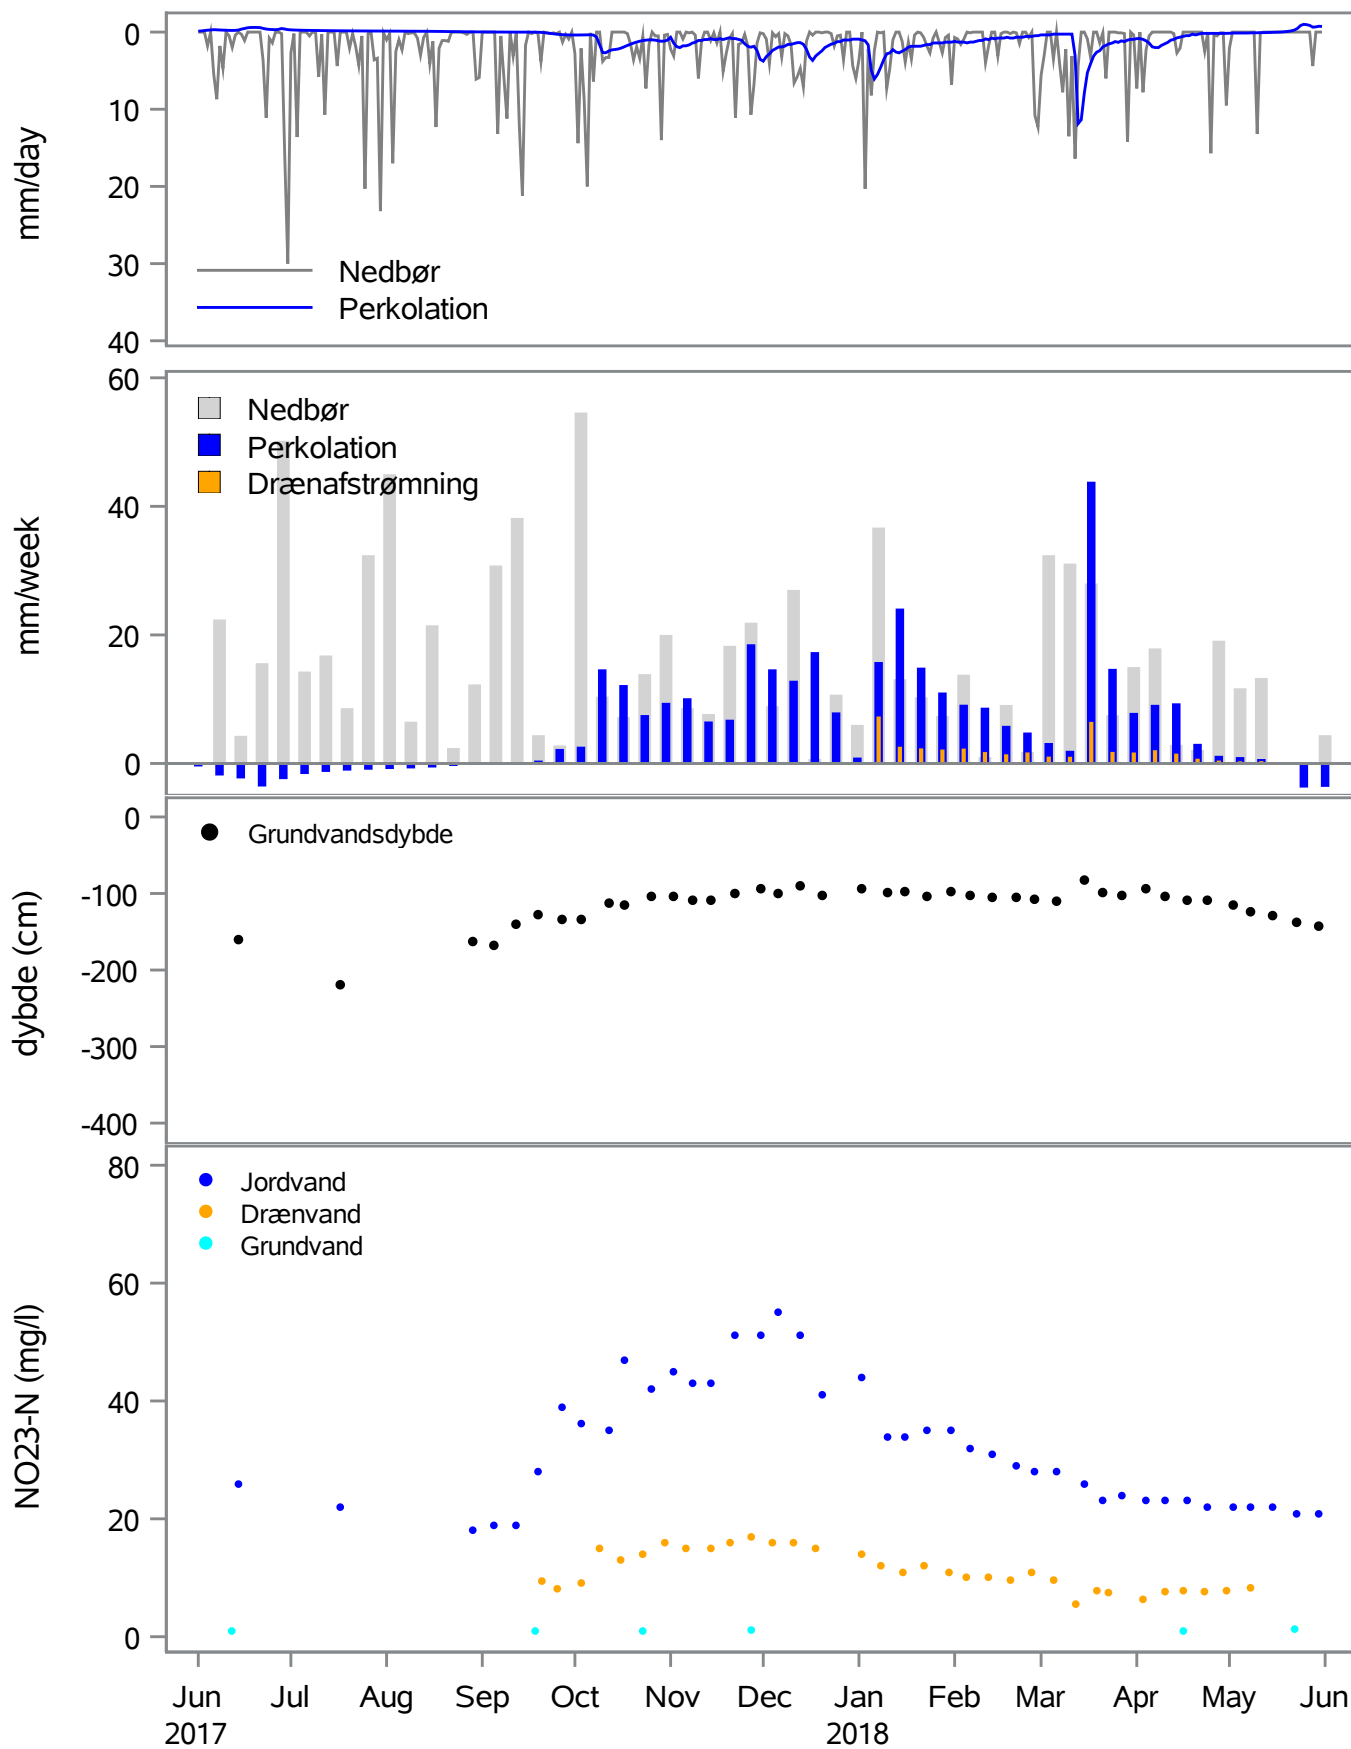 0
10
20
30
40
mm/day
Nedbør
Perkolation
60
40
20
0
mm/week
Nedbør
Perkolation
Drænafstrømning
0
-100
-200
-300
-400
dybde (cm)
Grundvandsdybde
80
60
40
20
0
NO23-N (mg/l)
Jordvand
Drænvand
Grundvand
Jun Jul Aug Sep Oct Nov Dec Jan Feb Mar Apr May Jun
2017 2018